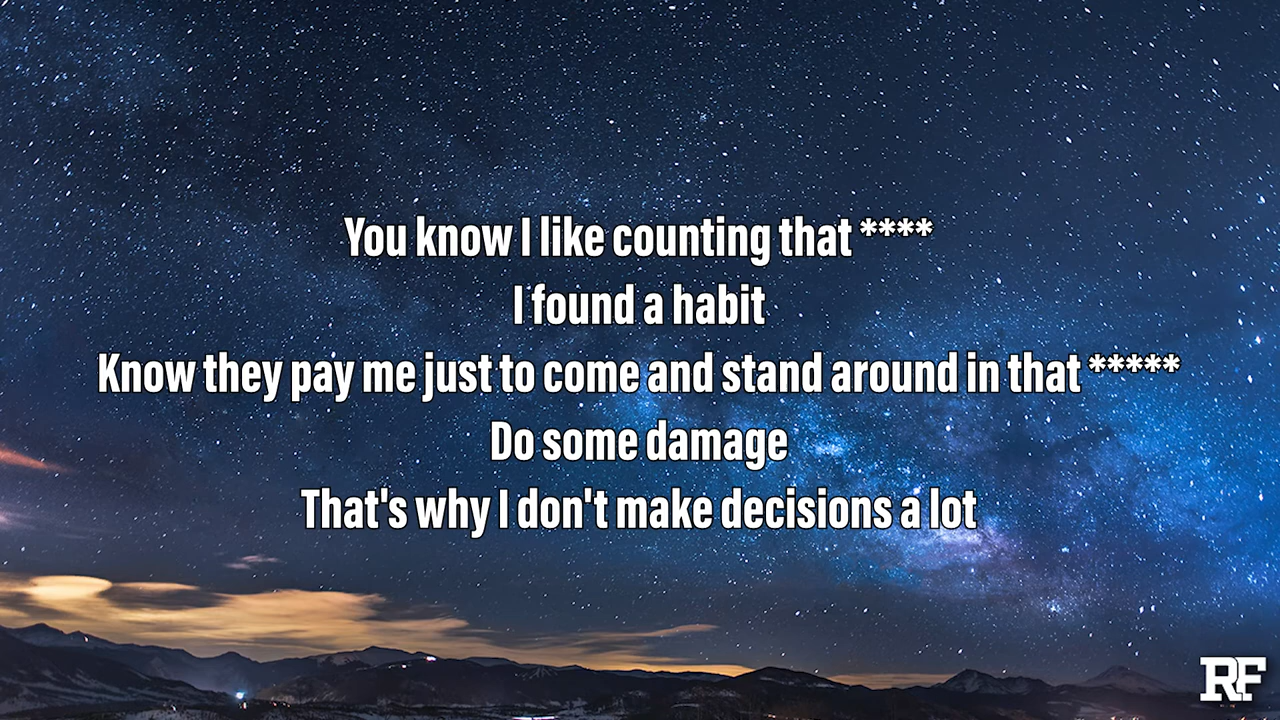 You know I like counting that ****
I found a habit
Know they pay me just to come and stand around in that *****
Do some damage
That's why I don't make decisions a lot
RF